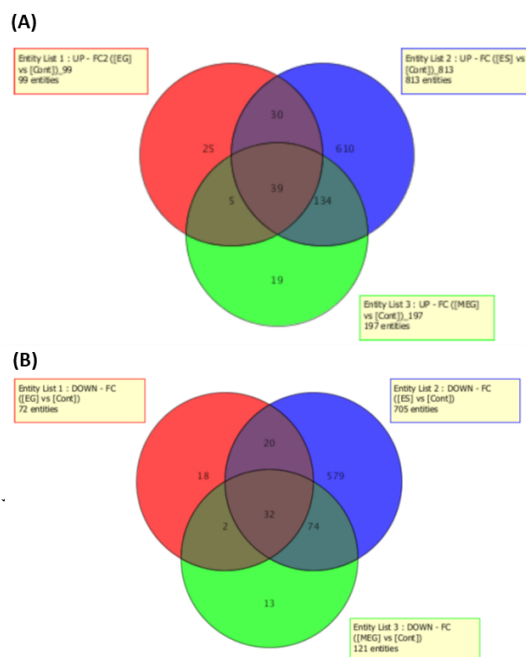 (A)
Entity List 1 : UP - FC2 ([EG]
vs [Cont])_99
99 entities
Entity List 2 : UP - FC ([ES] vs
[Cont])_813
813 entities
30
25
610
39
5
134
19
Entity List 3 : UP - FC ([MEG]
vs [Cont])_197
197 entities
(B)
Entity List 1 : DOWN - FC
([EG] vs [Cont])
72 entities
Entity List 2 : DOWN - FC
([ES] vs [Cont])
705 entities
20
18
579
32
2
74
13
Entity List 3 : DOWN - FC
([MEG] vs [Cont])
121 entities